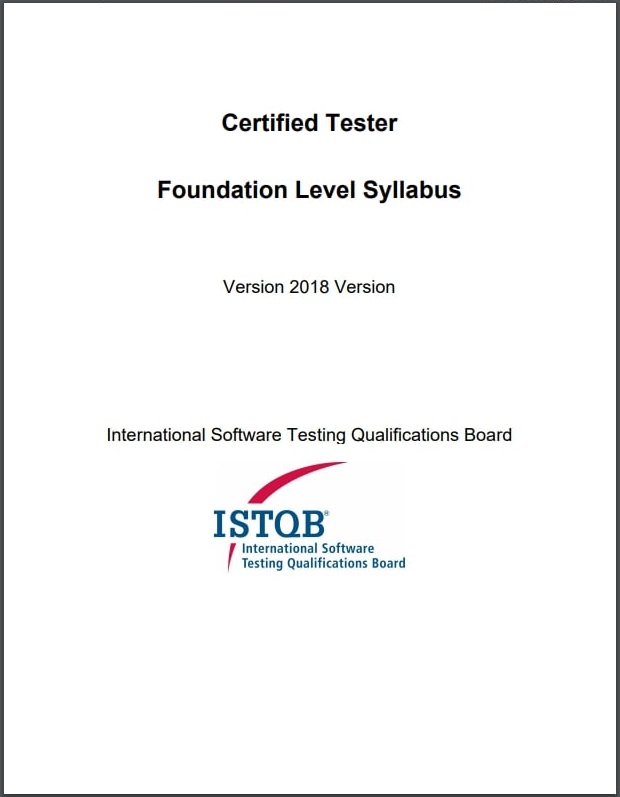 Certified Tester
Foundation Level Syllabus
Version 2018 Version
International Software Testing Qualifications Board
ISTQB®
International Software
Testing Qualifications Board